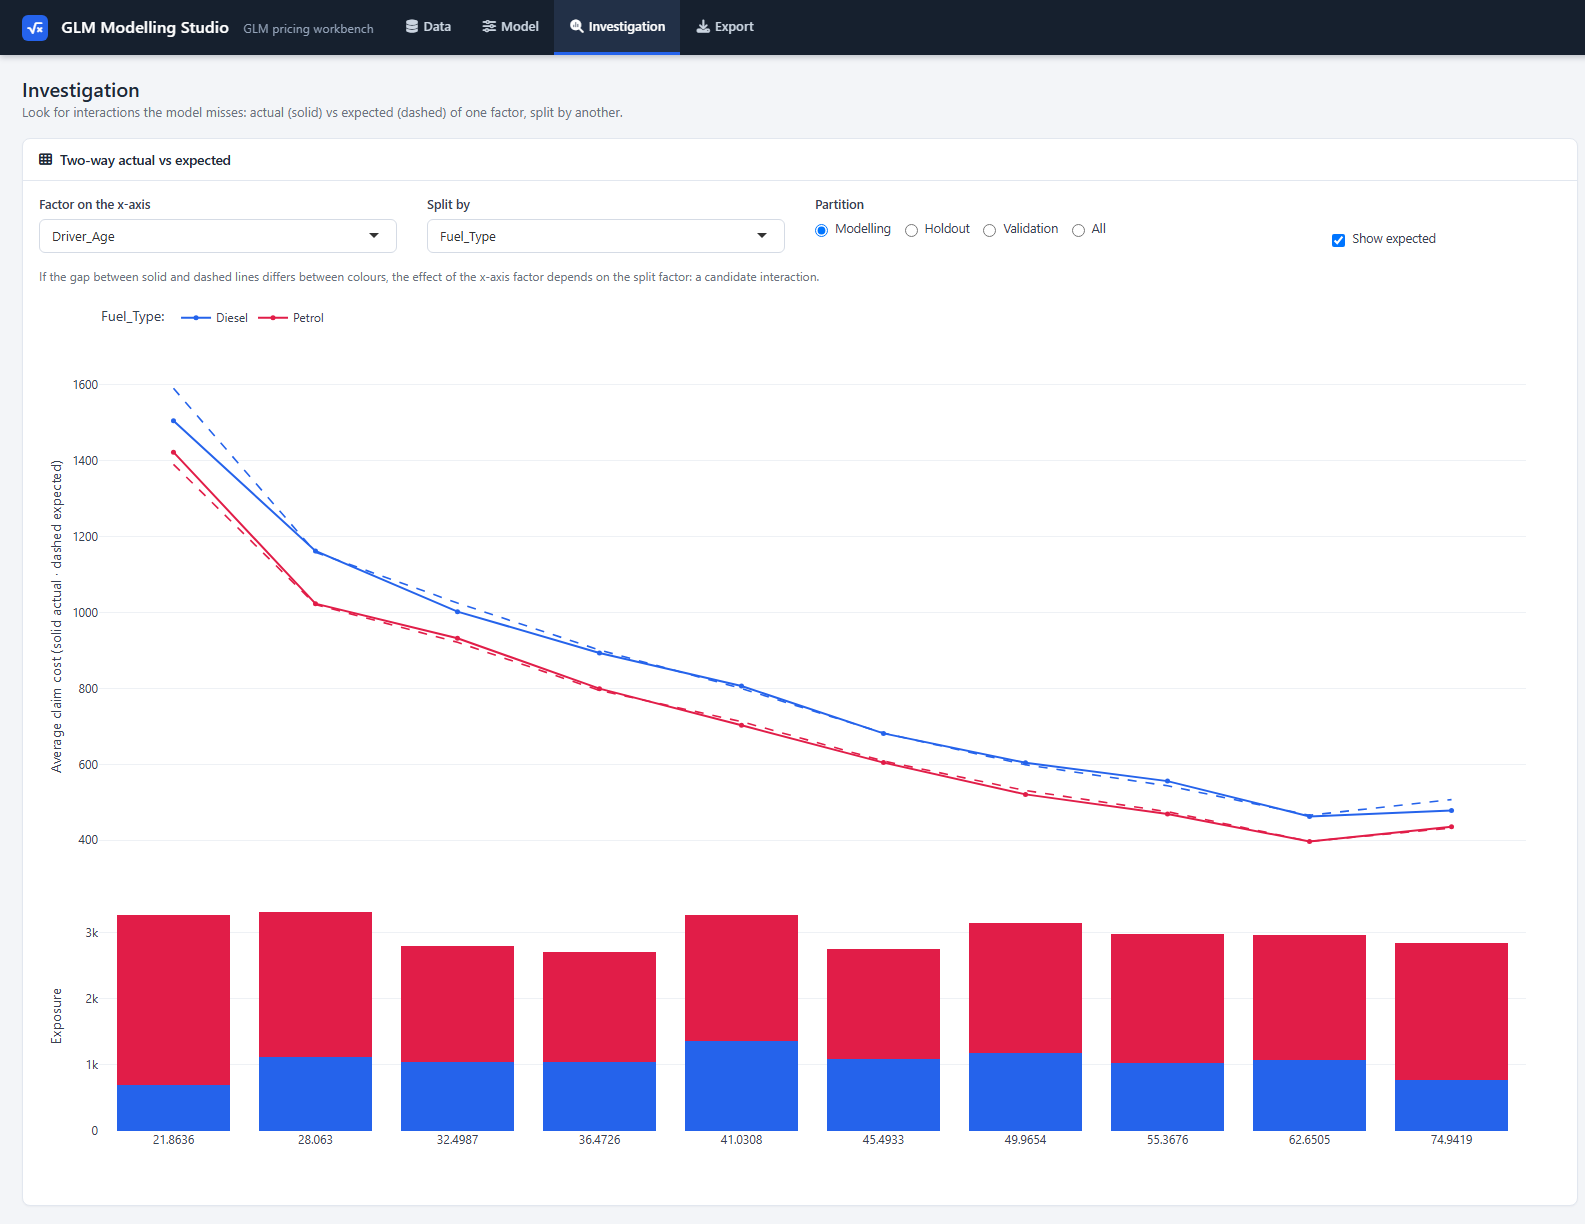 √x GLM Modelling Studio GLM pricing workbench Data Model Investigation Export
Investigation
Look for interactions the model misses: actual (solid) vs expected (dashed) of one factor, split by another.
Two-way actual vs expected
Factor on the x-axis Split by Partition
Driver_Age Fuel_Type Modelling Holdout Validation All Show expected
If the gap between solid and dashed lines differs between colours, the effect of the x-axis factor depends on the split factor: a candidate interaction.
Fuel_Type: Diesel Petrol
Average claim cost (solid actual · dashed expected)
1600
1400
1200
1000
800
600
400
Exposure
3k
2k
1k
0
21.8636 28.063 32.4987 36.4726 41.0308 45.4933 49.9654 55.3676 62.6505 74.9419